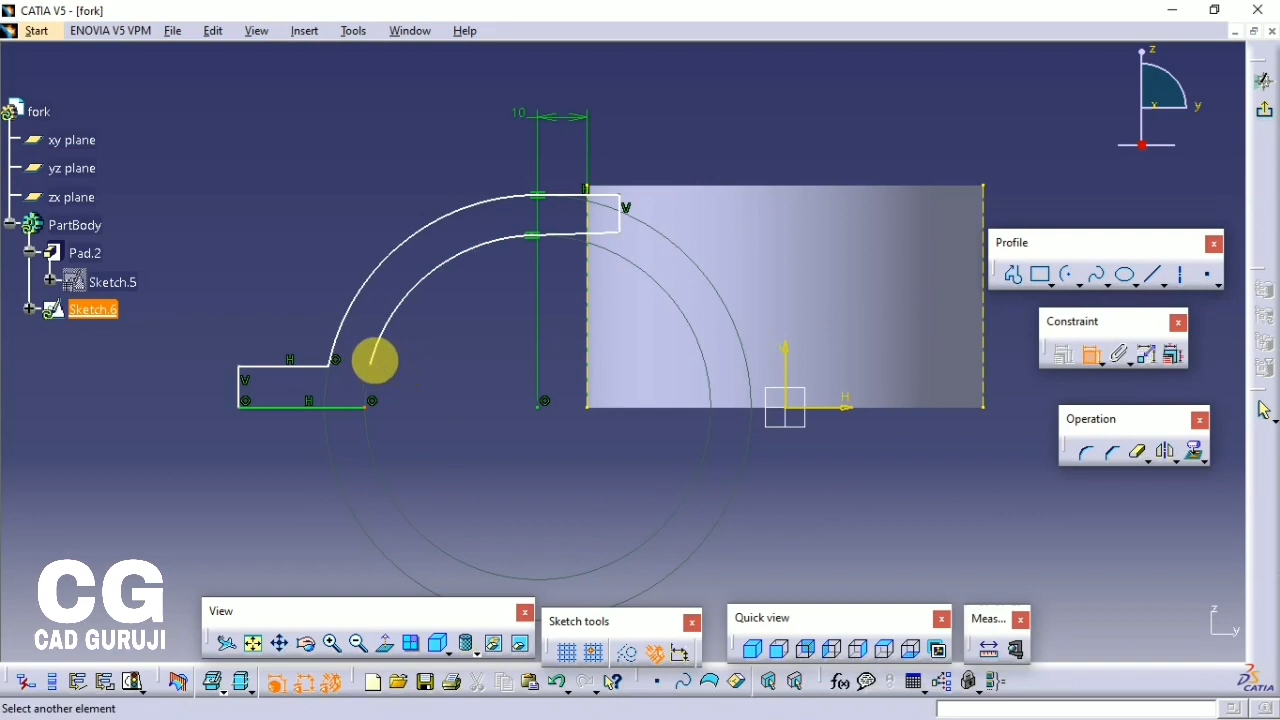 CATIA V5 - [fork]
Start ENOVIA V5 VPM File Edit View Insert Tools Window Help
z
x y
fork
xy plane
yz plane
zx plane
PartBody
Pad.2
Sketch.5
Sketch.6
10
H
V
H
V
H
H
Profile
Constraint
Operation
CG
CAD GURUJI
View
Sketch tools
Quick view
Meas...
z
y
f(x)
CATIA
Select another element